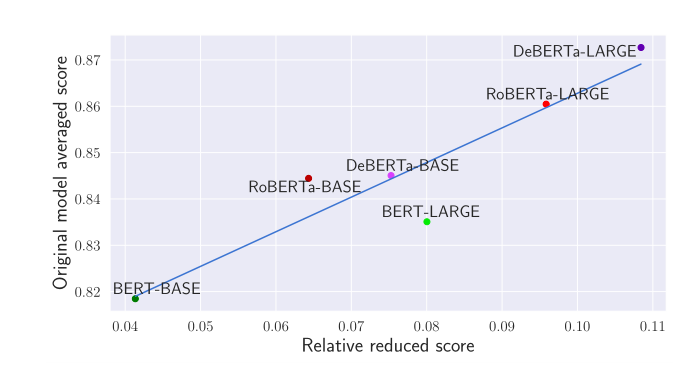 DeBERTa-LARGE
0.87
RoBERTa-LARGE
0.86
0.85
DeBERTa-BASE
RoBERTa-BASE
0.84
BERT-LARGE
0.83
BERT-BASE
0.82
Original model averaged score
0.04 0.05 0.06 0.07 0.08 0.09 0.10 0.11
Relative reduced score